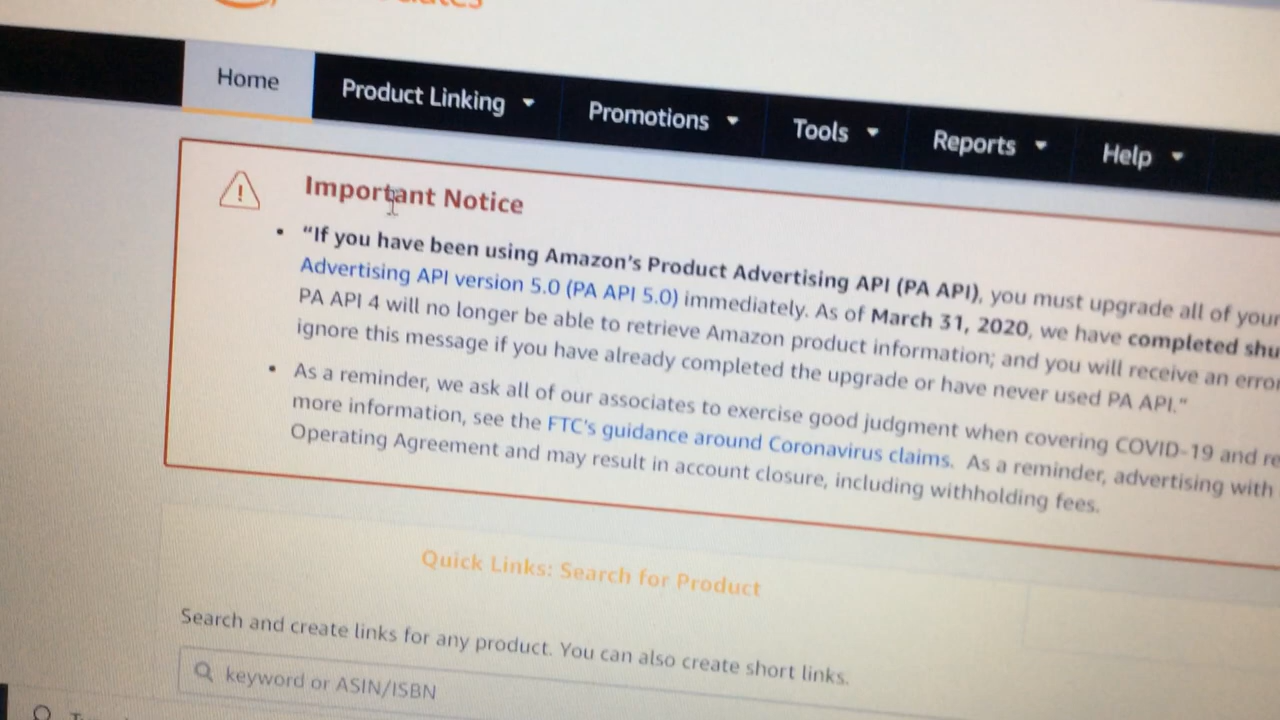 Home
Product Linking
Promotions
Tools
Reports
Help
Important Notice
• “If you have been using Amazon's Product Advertising API (PA API), you must upgrade all of your
Advertising API version 5.0 (PA API 5.0) immediately. As of March 31, 2020, we have completed
PA API 4 will no longer be able to retrieve Amazon product information; and you will receive an error
ignore this message if you have already completed the upgrade or have never used PA API.”
• As a reminder, we ask all of our associates to exercise good judgment when covering COVID-19 and
more information, see the FTC's guidance around Coronavirus claims. As a reminder, advertising with
Operating Agreement and may result in account closure, including withholding fees.
Quick Links: Search for Product
Search and create links for any product. You can also create short links.
keyword or ASIN/ISBN